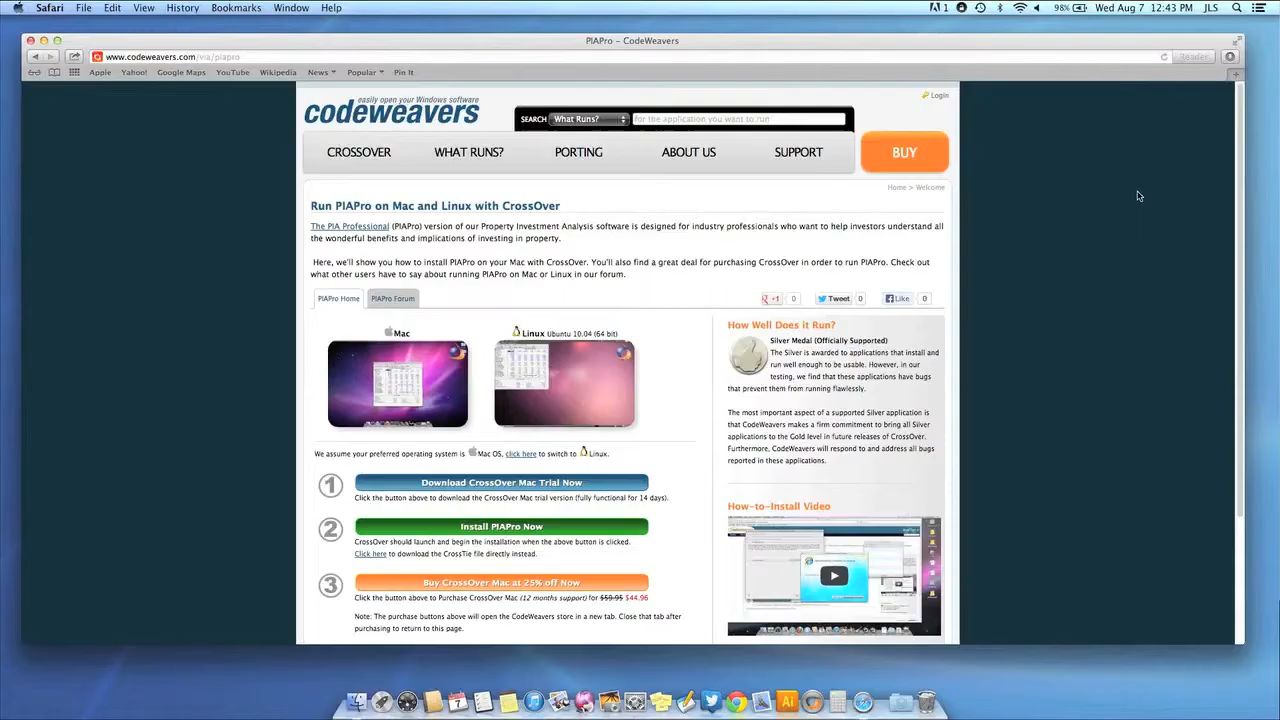 Safari File Edit View History Bookmarks Window Help
1 98% Wed Aug 7 12:43 PM JLS
PIAPro – CodeWeavers
www.codeweavers.com/via/piapro
Reader
Apple Yahoo! Google Maps YouTube Wikipedia News Popular Pin It
easily open your Windows software
codeweavers
SEARCH What Runs? for the application you want to run
Login
CROSSOVER WHAT RUNS? PORTING ABOUT US SUPPORT BUY
Home > Welcome
Run PIAPro on Mac and Linux with CrossOver
The PIA Professional (PIAPro) version of our Property Investment Analysis software is designed for industry professionals who want to help investors understand all
the wonderful benefits and implications of investing in property.
Here, we'll show you how to install PIAPro on your Mac with CrossOver. You'll also find a great deal for purchasing CrossOver in order to run PIAPro. Check out
what other users have to say about running PIAPro on Mac or Linux in our forum.
PIAPro Home PIAPro Forum
+1 0 Tweet 0 Like 0
Mac
Linux Ubuntu 10.04 (64 bit)
We assume your preferred operating system is Mac OS, click here to switch to Linux.
1 Download CrossOver Mac Trial Now
Click the button above to download the CrossOver Mac trial version (fully functional for 14 days).
2 Install PIAPro Now
CrossOver should launch and begin the installation when the above button is clicked.
Click here to download the CrossTie file directly instead.
3 Buy CrossOver Mac at 25% off Now
Click the button above to Purchase CrossOver Mac (12 months support) for $59.95 $44.96
Note: The purchase buttons above will open the CodeWeavers store in a new tab. Close that tab after
purchasing to return to this page.
How Well Does it Run?
Silver Medal (Officially Supported)
The Silver is awarded to applications that install and
run well enough to be usable. However, in our
testing, we find that these applications have bugs
that prevent them from running flawlessly.
The most important aspect of a supported Silver application is
that CodeWeavers makes a firm commitment to bring all Silver
applications to the Gold level in future releases of CrossOver.
Furthermore, CodeWeavers will respond to and address all bugs
reported in these applications.
How-to-Install Video
7
Ai